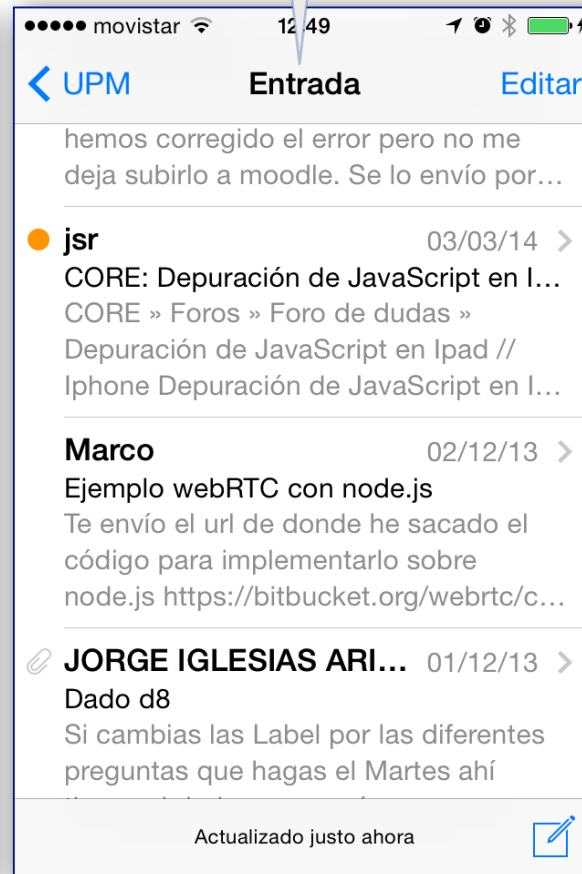 movistar 12:49
UPM Entrada Editar
hemos corregido el error pero no me
deja subirlo a moodle. Se lo envío por...
jsr 03/03/14
CORE: Depuración de JavaScript en I...
CORE » Foros » Foro de dudas »
Depuración de JavaScript en Ipad //
Iphone Depuración de JavaScript en I...
Marco 02/12/13
Ejemplo webRTC con node.js
Te envío el url de donde he sacado el
código para implementarlo sobre
node.js https://bitbucket.org/webrtc/c...
JORGE IGLESIAS ARI... 01/12/13
Dado d8
Si cambias las Label por las diferentes
preguntas que hagas el Martes ahí
Actualizado justo ahora